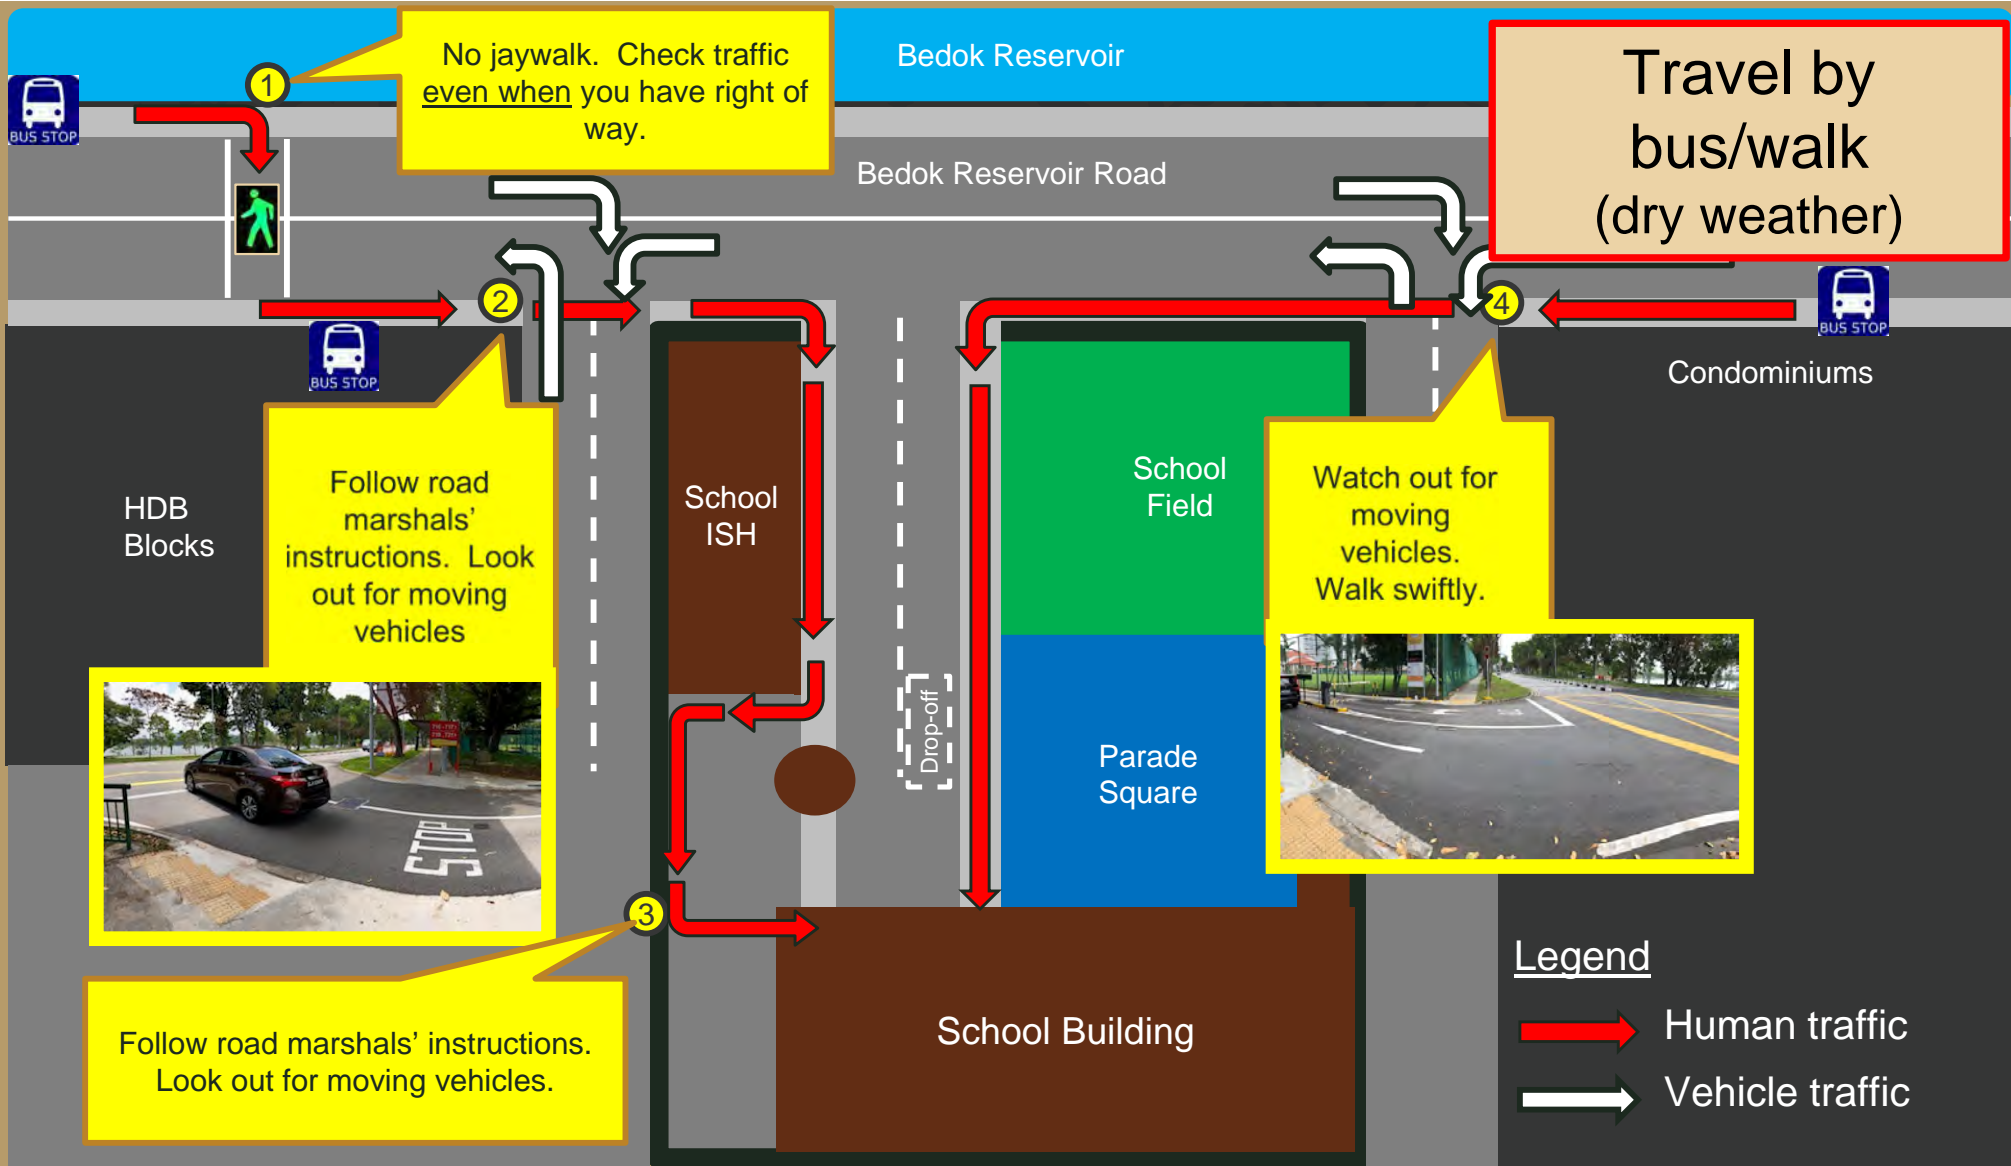 No jaywalk.  Check traffic
even when you have right of
way.
Bedok Reservoir
Travel by
bus/walk
(dry weather)
1
BUS STOP
Bedok Reservoir Road
2
4
BUS STOP
BUS STOP
Condominiums
Follow road
marshals’
instructions.  Look
out for moving
vehicles
HDB
Blocks
School
ISH
School
Field
Watch out for
moving
vehicles.
Walk swiftly.
Drop-off
Parade
Square
STOP
3
Follow road marshals’ instructions.
Look out for moving vehicles.
School Building
Legend
Human traffic
Vehicle traffic